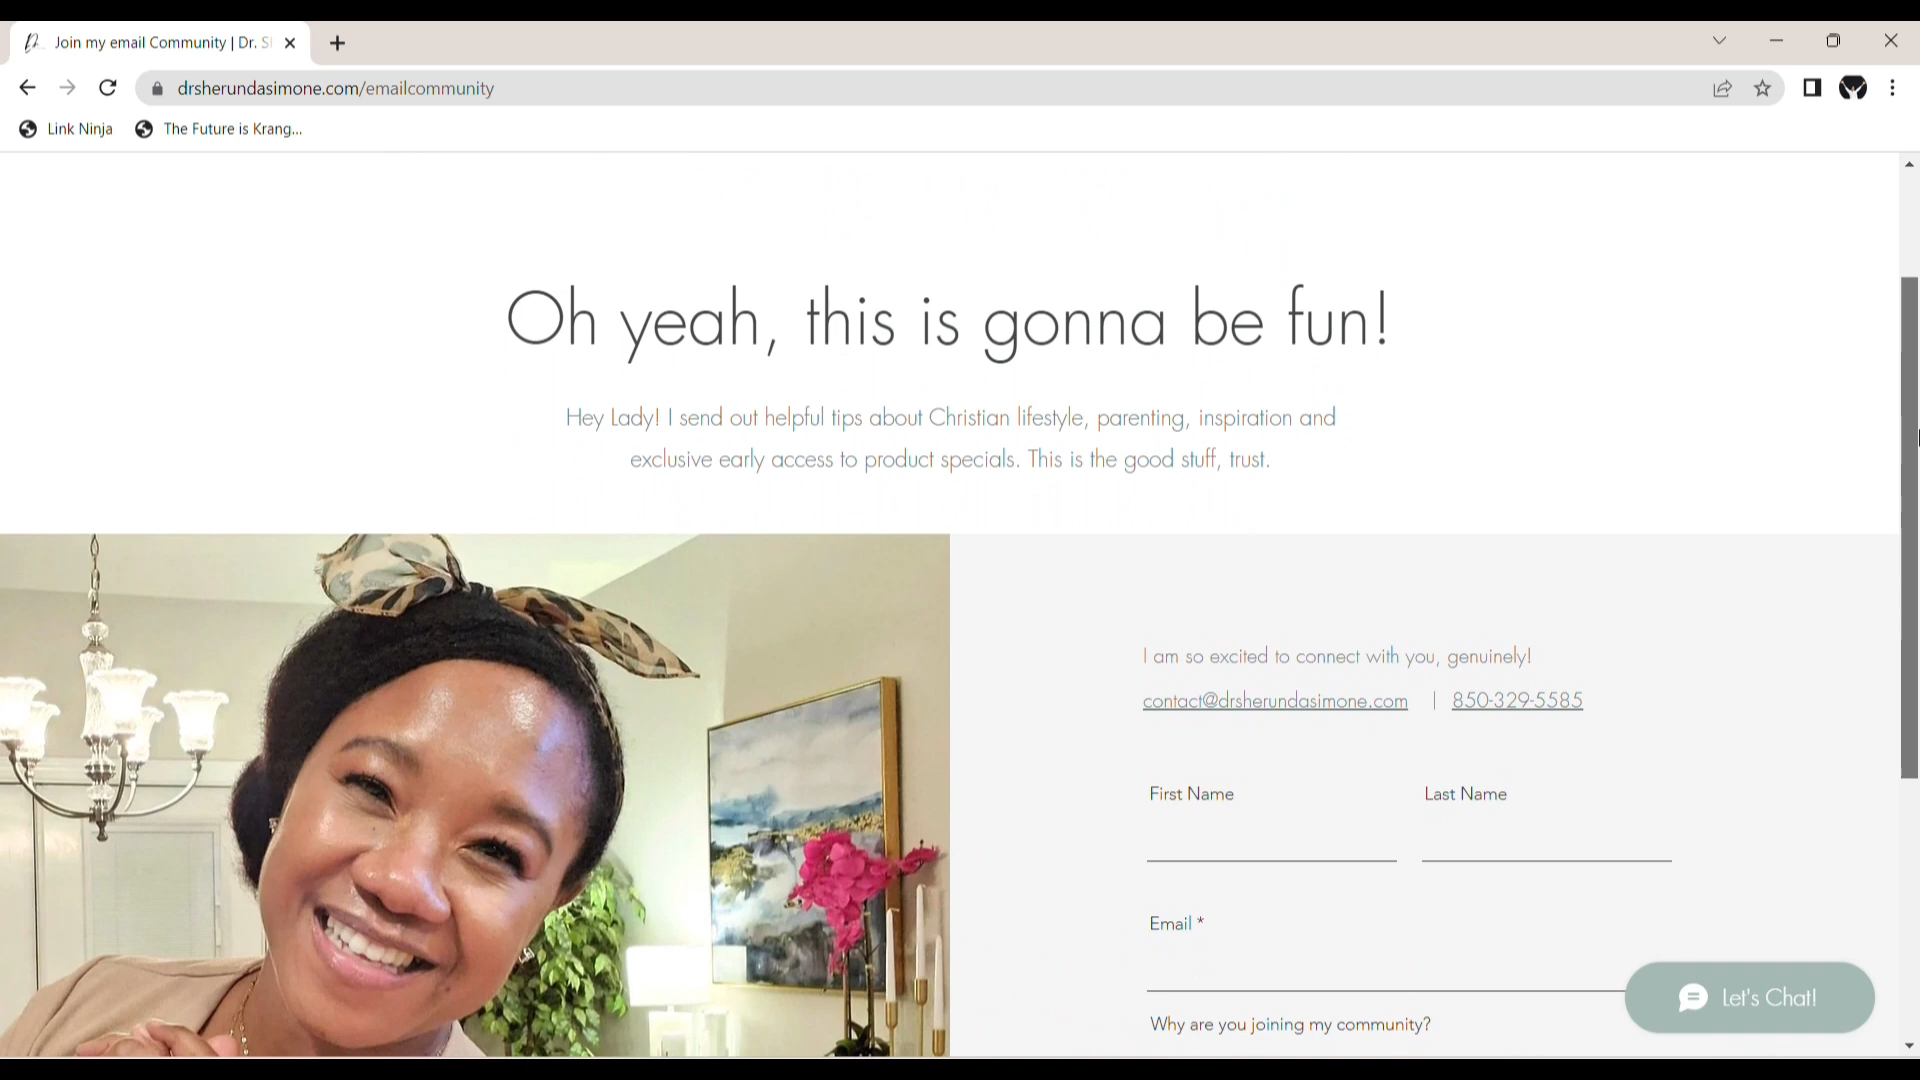 Join my email Community | Dr. S
drsherundasimone.com/emailcommunity
Link Ninja
The Future is Krang...
Oh yeah, this is gonna be fun!
Hey Lady! I send out helpful tips about Christian lifestyle, parenting, inspiration and
exclusive early access to product specials. This is the good stuff, trust.
I am so excited to connect with you, genuinely!
contact@drsherundasimone.com | 850-329-5585
First Name
Last Name
Email *
Why are you joining my community?
Let's Chat!